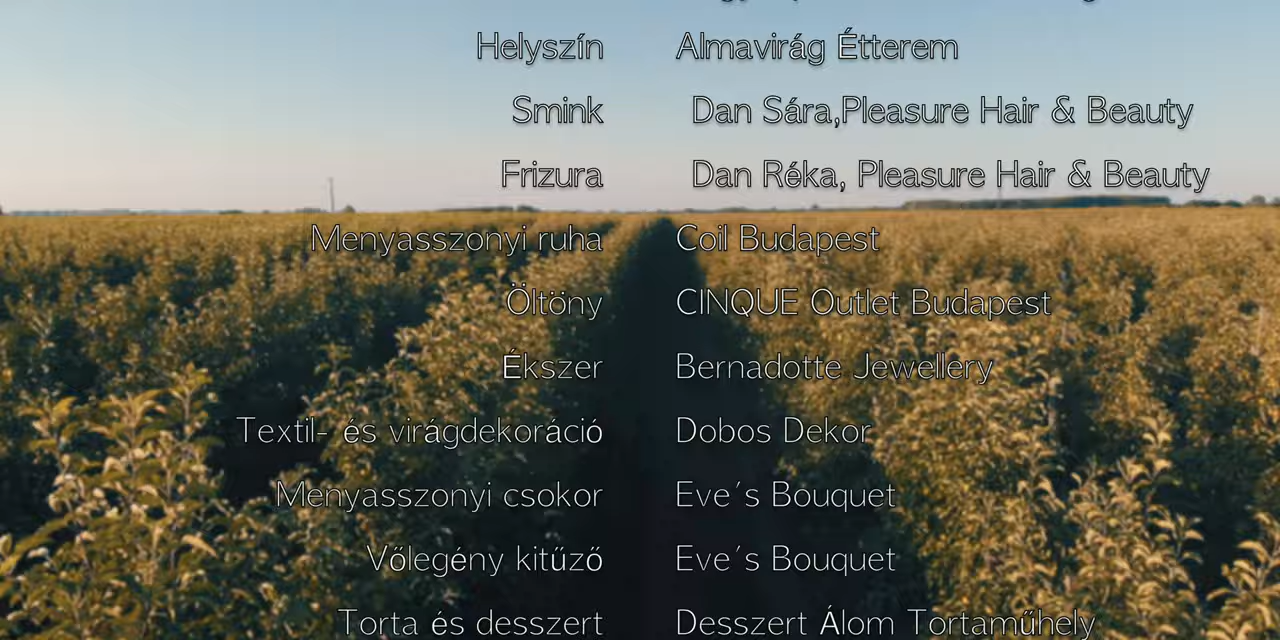 Helyszín Almavirág Étterem
Smink Dan Sára,Pleasure Hair & Beauty
Frizura Dan Réka, Pleasure Hair & Beauty
Menyasszonyi ruha Coil Budapest
Öltöny CINQUE Outlet Budapest
Ékszer Bernadotte Jewellery
Textil- és virágdekoráció Dobos Dekor
Menyasszonyi csokor Eve´s Bouquet
Vőlegény kitűző Eve´s Bouquet
Torta és desszert Desszert Álom Tortaműhely